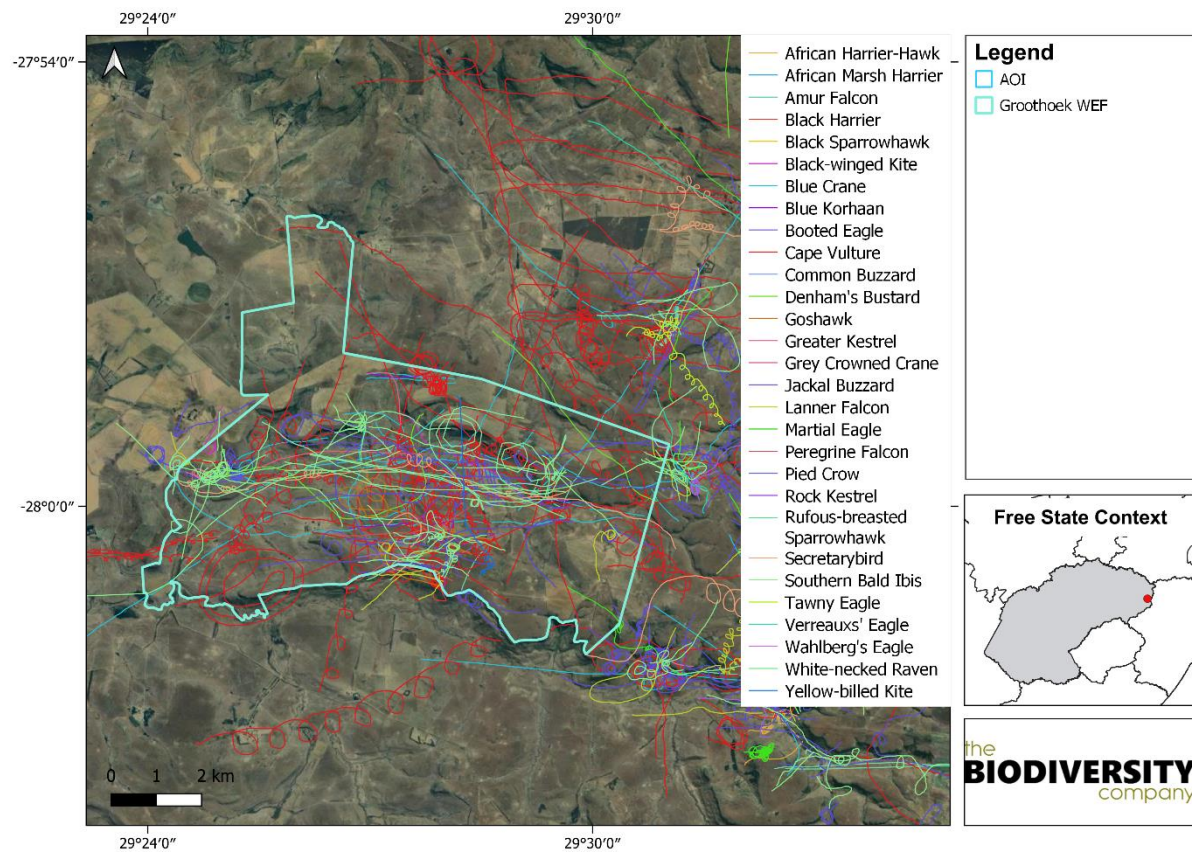 29°24′0″
29°30′0″
-27°54′0″
-28°0′0″
African Harrier-Hawk
African Marsh Harrier
Amur Falcon
Black Harrier
Black Sparrowhawk
Black-winged Kite
Blue Crane
Blue Korhaan
Booted Eagle
Cape Vulture
Common Buzzard
Denham's Bustard
Goshawk
Greater Kestrel
Grey Crowned Crane
Jackal Buzzard
Lanner Falcon
Martial Eagle
Peregrine Falcon
Pied Crow
Rock Kestrel
Rufous-breasted
Sparrowhawk
Secretarybird
Southern Bald Ibis
Tawny Eagle
Verreauxs' Eagle
Wahlberg's Eagle
White-necked Raven
Yellow-billed Kite
0 1 2 km
29°24′0″
29°30′0″
Legend
AOI
Groothoek WEF
Free State Context
the
BIODIVERSITY
company